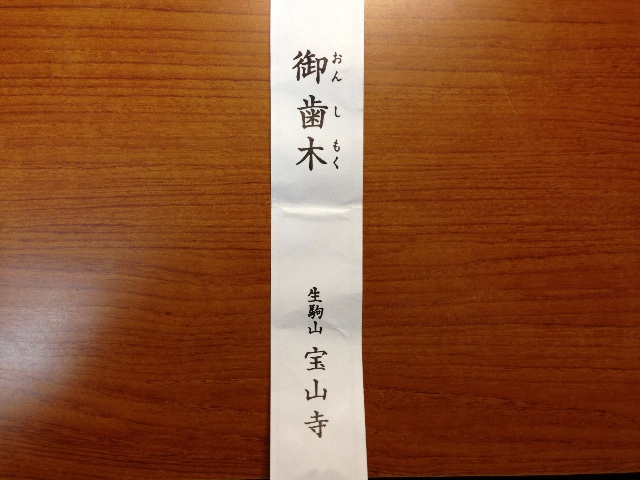 御歯木
おんしもく
生駒山 宝山寺